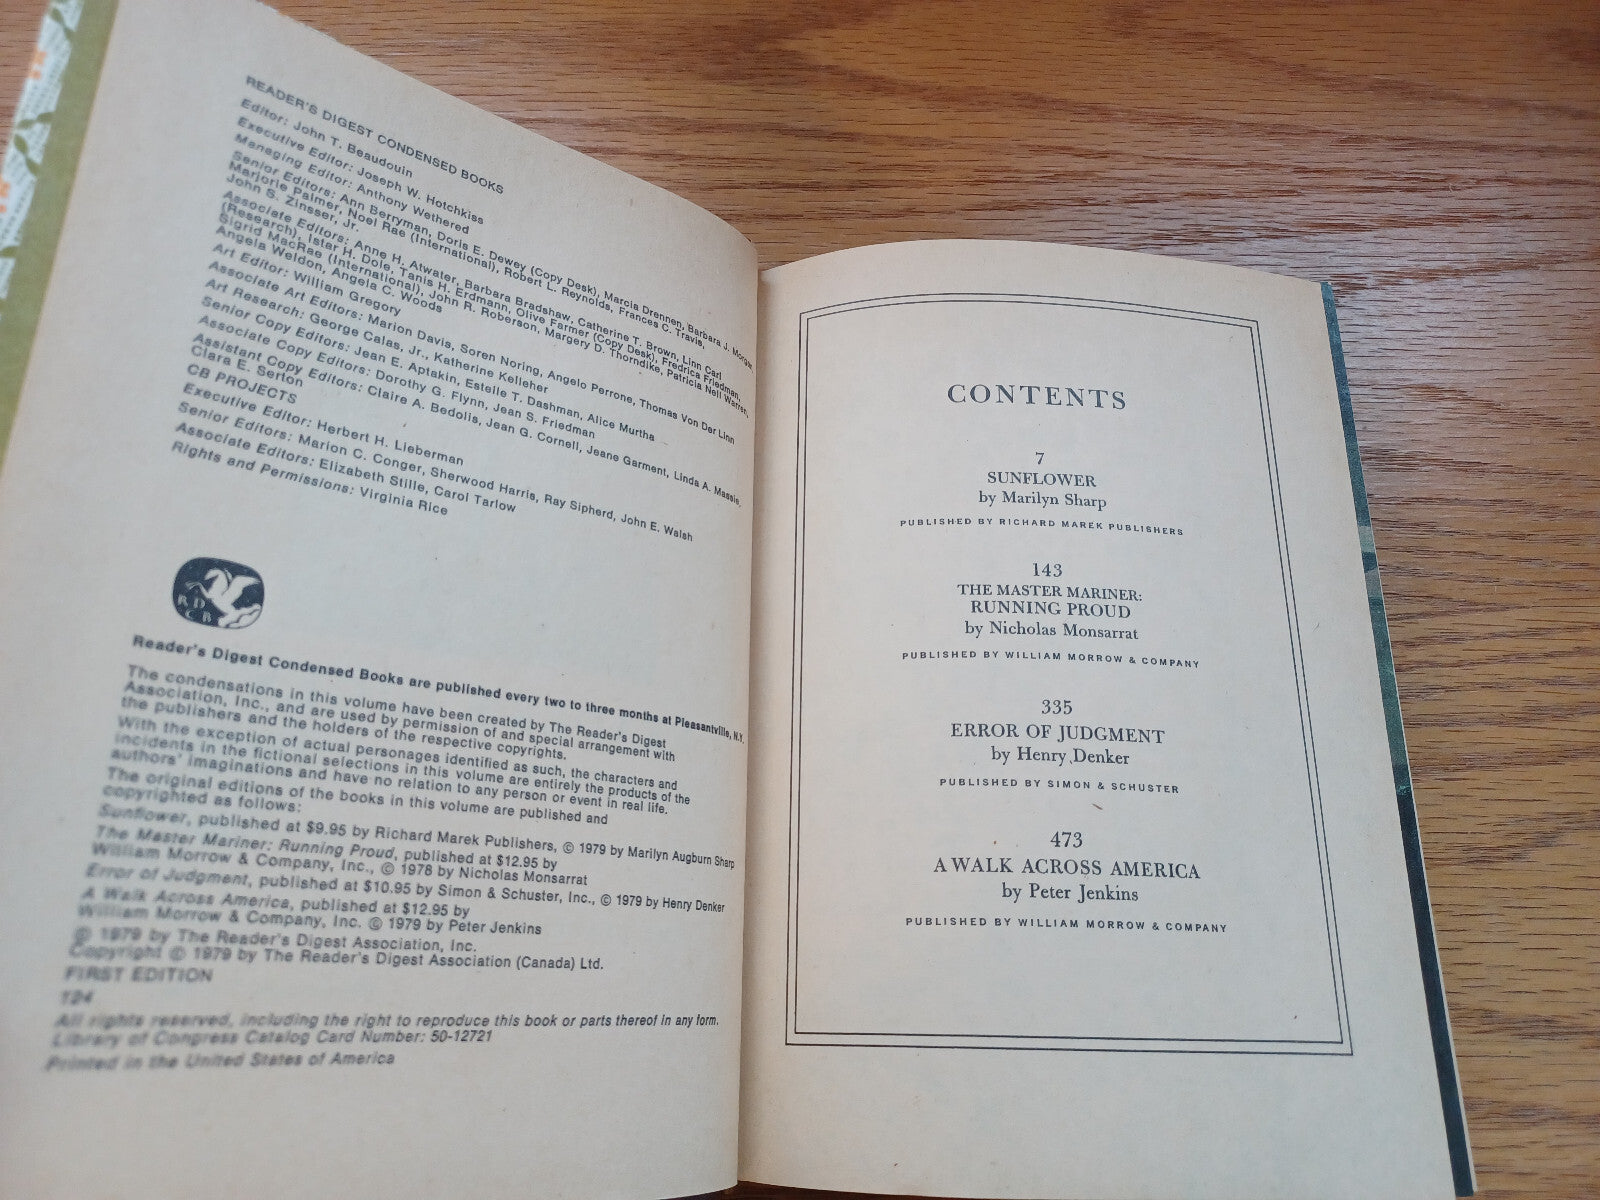 READER'S DIGEST CONDENSED BOOKS
Editor: John T. Beaudouin
Executive Editor: Joseph W. Hotchkiss
Managing Editor: Anthony Wethered
Senior Editors: Ann Berryman, Doris E. Dewey (Copy Desk), Marcia Drennen, Barbara J. Morgan,
Marjorie Palmer, Noel Rae (International), Robert L. Reynolds, Frances C. Travis,
John S. Zinsser, Jr.
Associate Editors: Anne H. Atwater, Barbara Bradshaw, Catherine T. Brown, Linn Carl
(Research), Istar H. Dole, Tanis H. Erdmann, Olive Farmer (Copy Desk), Fredrica Friedman,
Sigrid MacRae (International), John R. Roberson, Margery D. Thorndike, Patricia Nell Warren,
Angela Weldon, Angela C. Woods
Art Editor: William Gregory
Associate Art Editors: Marion Davis, Soren Noring, Angelo Perrone, Thomas Von Der Linn
Art Research: George Calas, Jr., Katherine Kelleher
Senior Copy Editors: Jean E. Aptakin, Estelle T. Dashman, Alice Murtha
Associate Copy Editors: Dorothy G. Flynn, Jean S. Friedman
Assistant Copy Editors: Claire A. Bedolis, Jean G. Cornell, Jeane Garment, Linda A. Massie,
Clara E. Serton
CB PROJECTS
Executive Editor: Herbert H. Lieberman
Senior Editors: Marion C. Conger, Sherwood Harris, Ray Sipherd, John E. Walsh
Associate Editors: Elizabeth Stille, Carol Tarlow
Rights and Permissions: Virginia Rice
RD
CB
Reader's Digest Condensed Books are published every two to three months at Pleasantville, N.Y.
The condensations in this volume have been created by The Reader's Digest
Association, Inc., and are used by permission of and special arrangement with
the publishers and the holders of the respective copyrights.
With the exception of actual personages identified as such, the characters and
incidents in the fictional selections in this volume are entirely the products of the
authors' imaginations and have no relation to any person or event in real life.
The original editions of the books in this volume are published and
copyrighted as follows:
Sunflower, published at $9.95 by Richard Marek Publishers, © 1979 by Marilyn Augburn Sharp
The Master Mariner: Running Proud, published at $12.95 by
William Morrow & Company, Inc., © 1978 by Nicholas Monsarrat
Error of Judgment, published at $10.95 by Simon & Schuster, Inc., © 1979 by Henry Denker
A Walk Across America, published at $12.95 by
William Morrow & Company, Inc. © 1979 by Peter Jenkins
© 1979 by The Reader's Digest Association, Inc.
Copyright © 1979 by The Reader's Digest Association (Canada) Ltd.
FIRST EDITION
124
All rights reserved, including the right to reproduce this book or parts thereof in any form.
Library of Congress Catalog Card Number: 50-12721
Printed in the United States of America
CONTENTS
7
SUNFLOWER
by Marilyn Sharp
PUBLISHED BY RICHARD MAREK PUBLISHERS
143
THE MASTER MARINER:
RUNNING PROUD
by Nicholas Monsarrat
PUBLISHED BY WILLIAM MORROW & COMPANY
335
ERROR OF JUDGMENT
by Henry Denker
PUBLISHED BY SIMON & SCHUSTER
473
A WALK ACROSS AMERICA
by Peter Jenkins
PUBLISHED BY WILLIAM MORROW & COMPANY